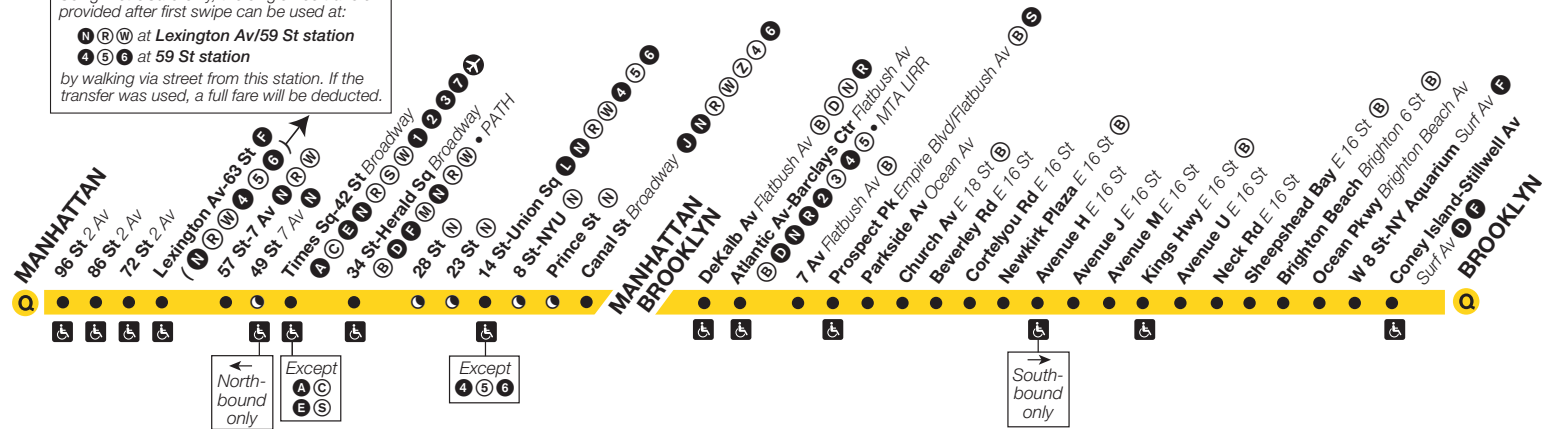 provided after first swipe can be used at:
N R W at Lexington Av/59 St station
4 5 6 at 59 St station
by walking via street from this station. If the
transfer was used, a full fare will be deducted.
MANHATTAN
96 St 2 Av
86 St 2 Av
72 St 2 Av
Lexington Av-63 St F
( N R W 4 5 6 )
57 St-7 Av N R W
49 St 7 Av N
Times Sq-42 St Broadway
A C E N R S W 1 2 3 7
34 St-Herald Sq Broadway
B D F M N R W • PATH
28 St N
23 St N
14 St-Union Sq L N R W 4 5 6
8 St-NYU N
Prince St N
Canal St Broadway J N R W Z 4 6
MANHATTAN
BROOKLYN
DeKalb Av Flatbush Av B D N R
Atlantic Av-Barclays Ctr Flatbush Av
B D N R 2 3 4 5 • MTA LIRR
7 Av Flatbush Av B
Prospect Pk Empire Blvd/Flatbush Av B S
Parkside Av Ocean Av
Church Av E 18 St B
Beverley Rd E 16 St
Cortelyou Rd E 16 St
Newkirk Plaza E 16 St B
Avenue H E 16 St
Avenue J E 16 St
Avenue M E 16 St
Kings Hwy E 16 St B
Avenue U E 16 St
Neck Rd E 16 St
Sheepshead Bay E 16 St B
Brighton Beach Brighton 6 St B
Ocean Pkwy Brighton Beach Av
W 8 St-NY Aquarium Surf Av F
Coney Island-Stillwell Av
Surf Av D F
BROOKLYN
Q
Q
North-
bound
only
Except
A C
E S
Except
4 5 6
South-
bound
only